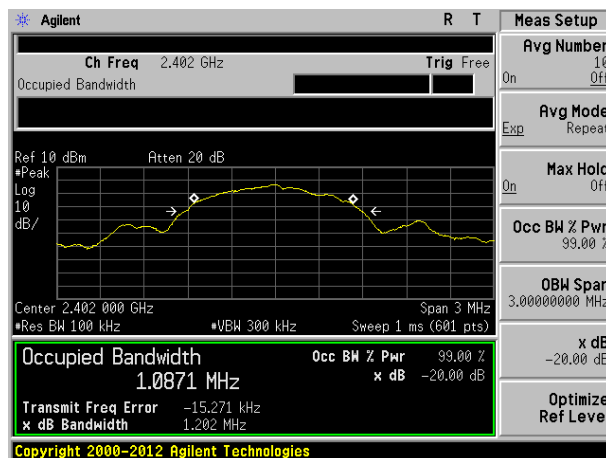 Agilent R T Meas Setup
Ch Freq 2.402 GHz Trig Free
Occupied Bandwidth
Avg Number
10
On Off
Avg Mode
Exp Repeat
Max Hold
On Off
Occ BW % Pwr
99.00 %
OBW Span
3.00000000 MHz
x dB
-20.00 dB
Optimize
Ref Level
Ref 10 dBm Atten 20 dB
#Peak
Log
10
dB/
Center 2.402 000 GHz Span 3 MHz
#Res BW 100 kHz #VBW 300 kHz Sweep 1 ms (601 pts)
Occupied Bandwidth Occ BW % Pwr 99.00 %
1.0871 MHz x dB -20.00 dB
Transmit Freq Error -15.271 kHz
x dB Bandwidth 1.202 MHz
Copyright 2000-2012 Agilent Technologies